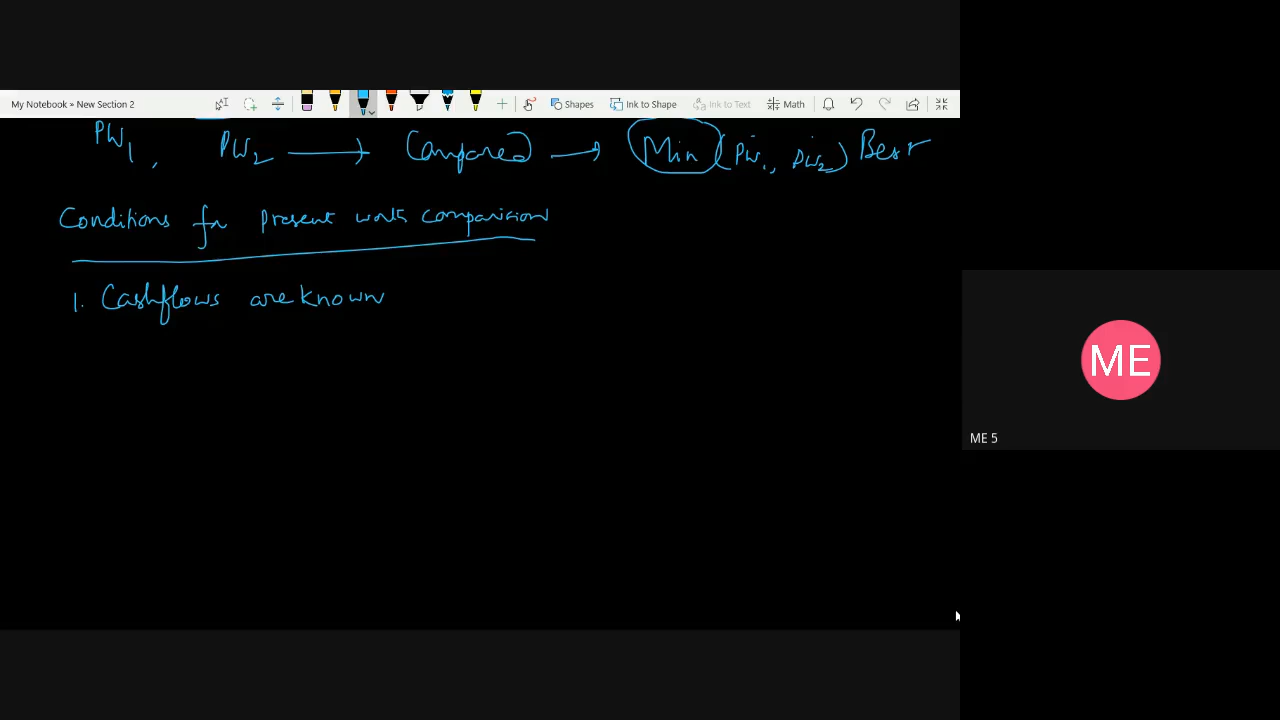 My Notebook » New Section 2 Shapes Ink to Shape Ink to Text Math
PW1, PW2 → Compared → Min (PW1, PW2) Best
Conditions for present worth comparision
1. Cashflows are known
ME
ME 5